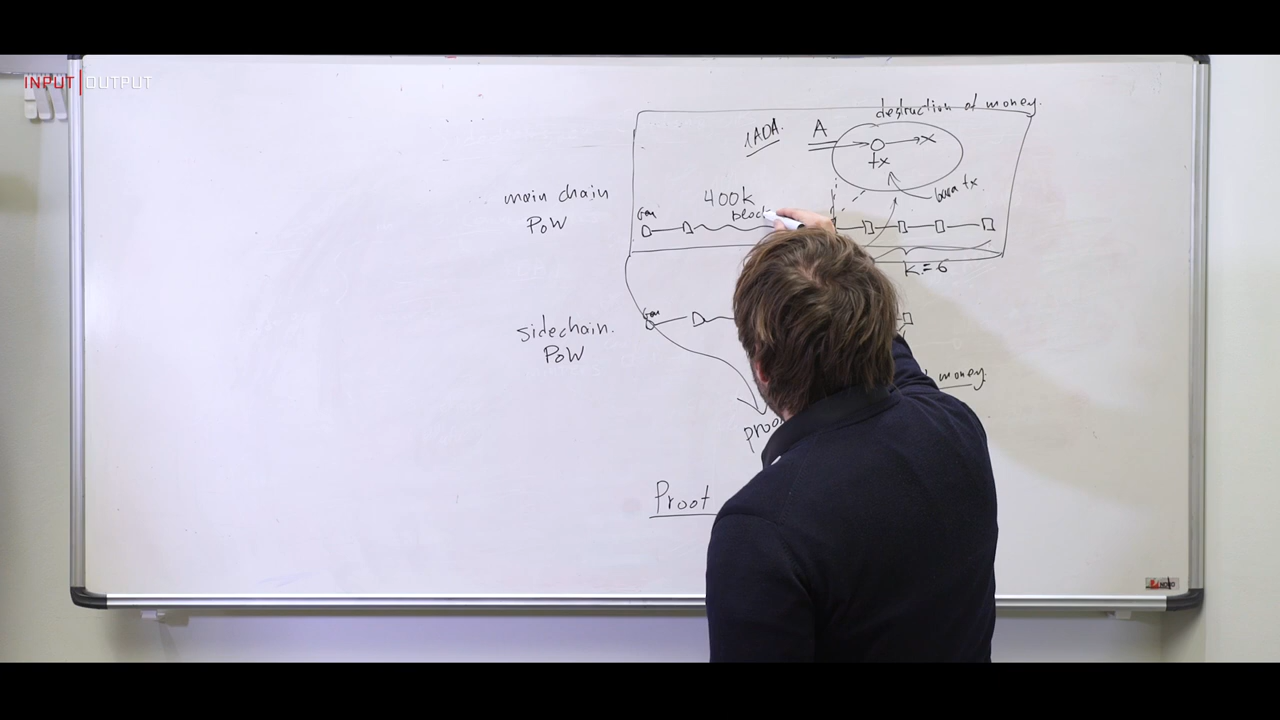 INPUT|OUTPUT
destruction of money.
1ADA.
A
x
tx
burn tx
main chain
PoW
400k
block
Gen
k=6
Gen
sidechain.
PoW
money.
proo
Proof